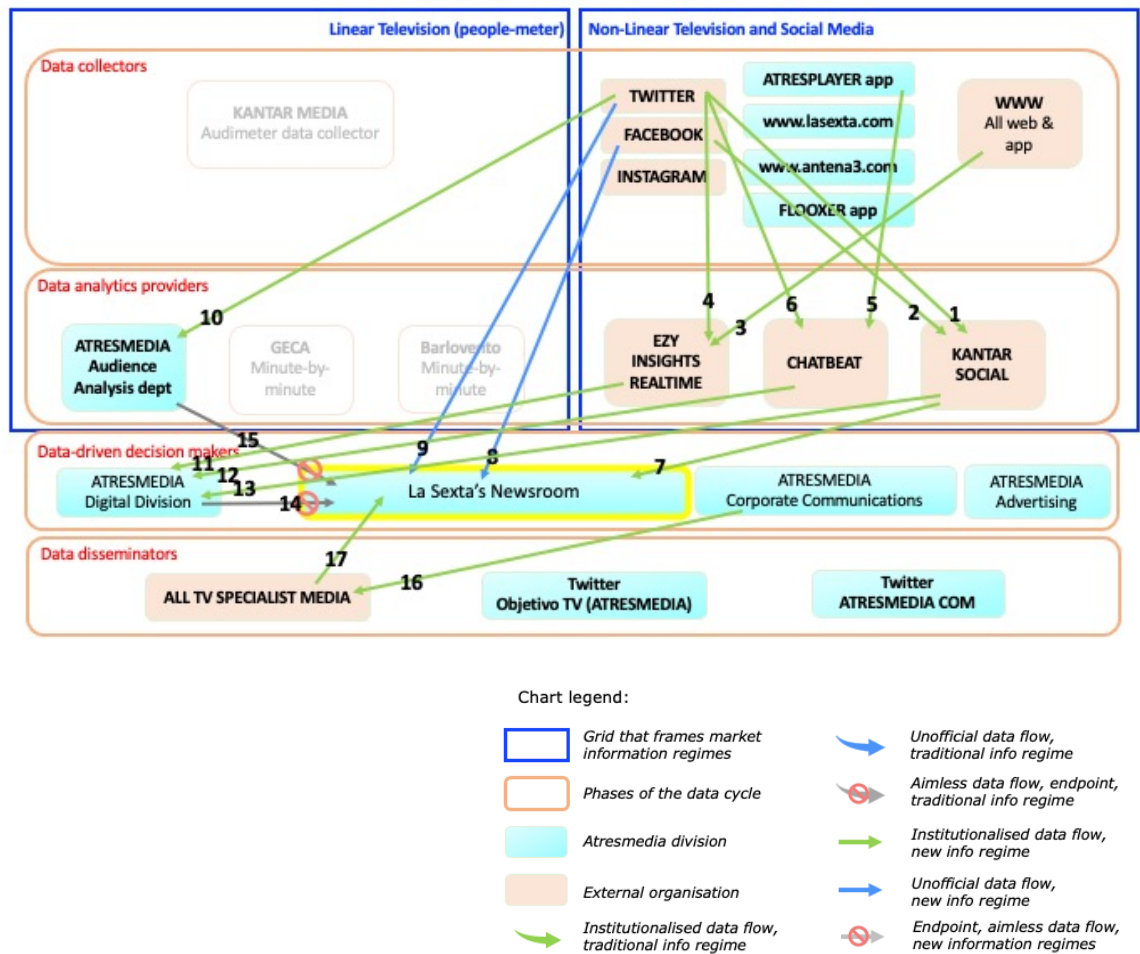 Linear Television (people-meter)
Non-Linear Television and Social Media
Data collectors
KANTAR MEDIA
Audimeter data collector
TWITTER
FACEBOOK
INSTAGRAM
ATRESPLAYER app
www.lasexta.com
www.antena3.com
FLOOXER app
WWW
All web &
app
Data analytics providers
10
4
3
6
5
2
1
ATRESMEDIA
Audience
Analysis dept
GECA
Minute-by-
minute
Barlovento
Minute-by-
minute
EZY
INSIGHTS
REALTIME
CHATBEAT
KANTAR
SOCIAL
Data-driven decision makers
15
11
12
13
14
9
8
7
ATRESMEDIA
Digital Division
La Sexta's Newsroom
ATRESMEDIA
Corporate Communications
ATRESMEDIA
Advertising
Data disseminators
17
16
ALL TV SPECIALIST MEDIA
Twitter
Objetivo TV (ATRESMEDIA)
Twitter
ATRESMEDIA COM
Chart legend:
Grid that frames market
information regimes
Phases of the data cycle
Atresmedia division
External organisation
Institutionalised data flow,
traditional info regime
Unofficial data flow,
traditional info regime
Aimless data flow, endpoint,
traditional info regime
Institutionalised data flow,
new info regime
Unofficial data flow,
new info regime
Endpoint, aimless data flow,
new information regimes